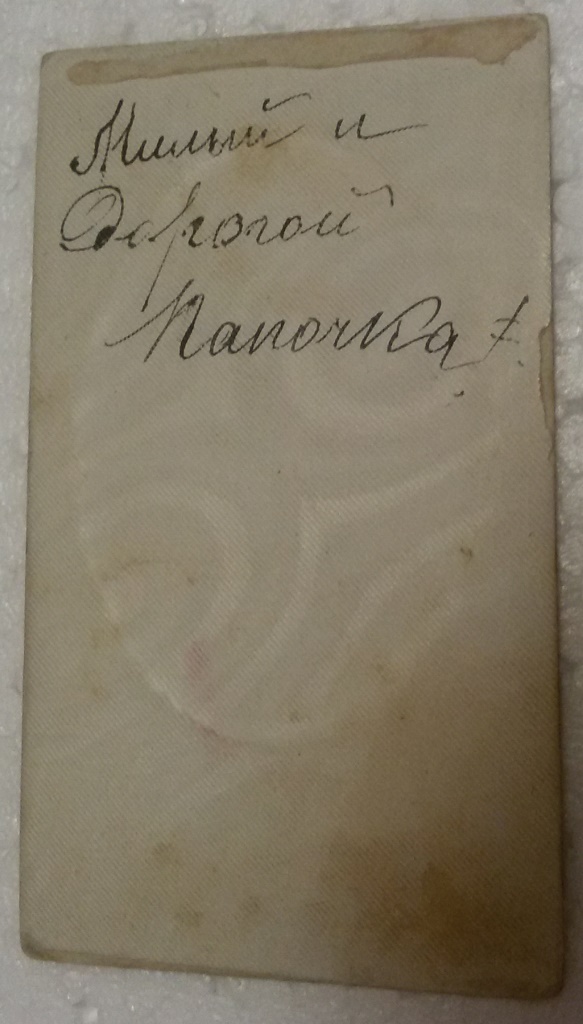 Милый и
Дорогой
Папочка!